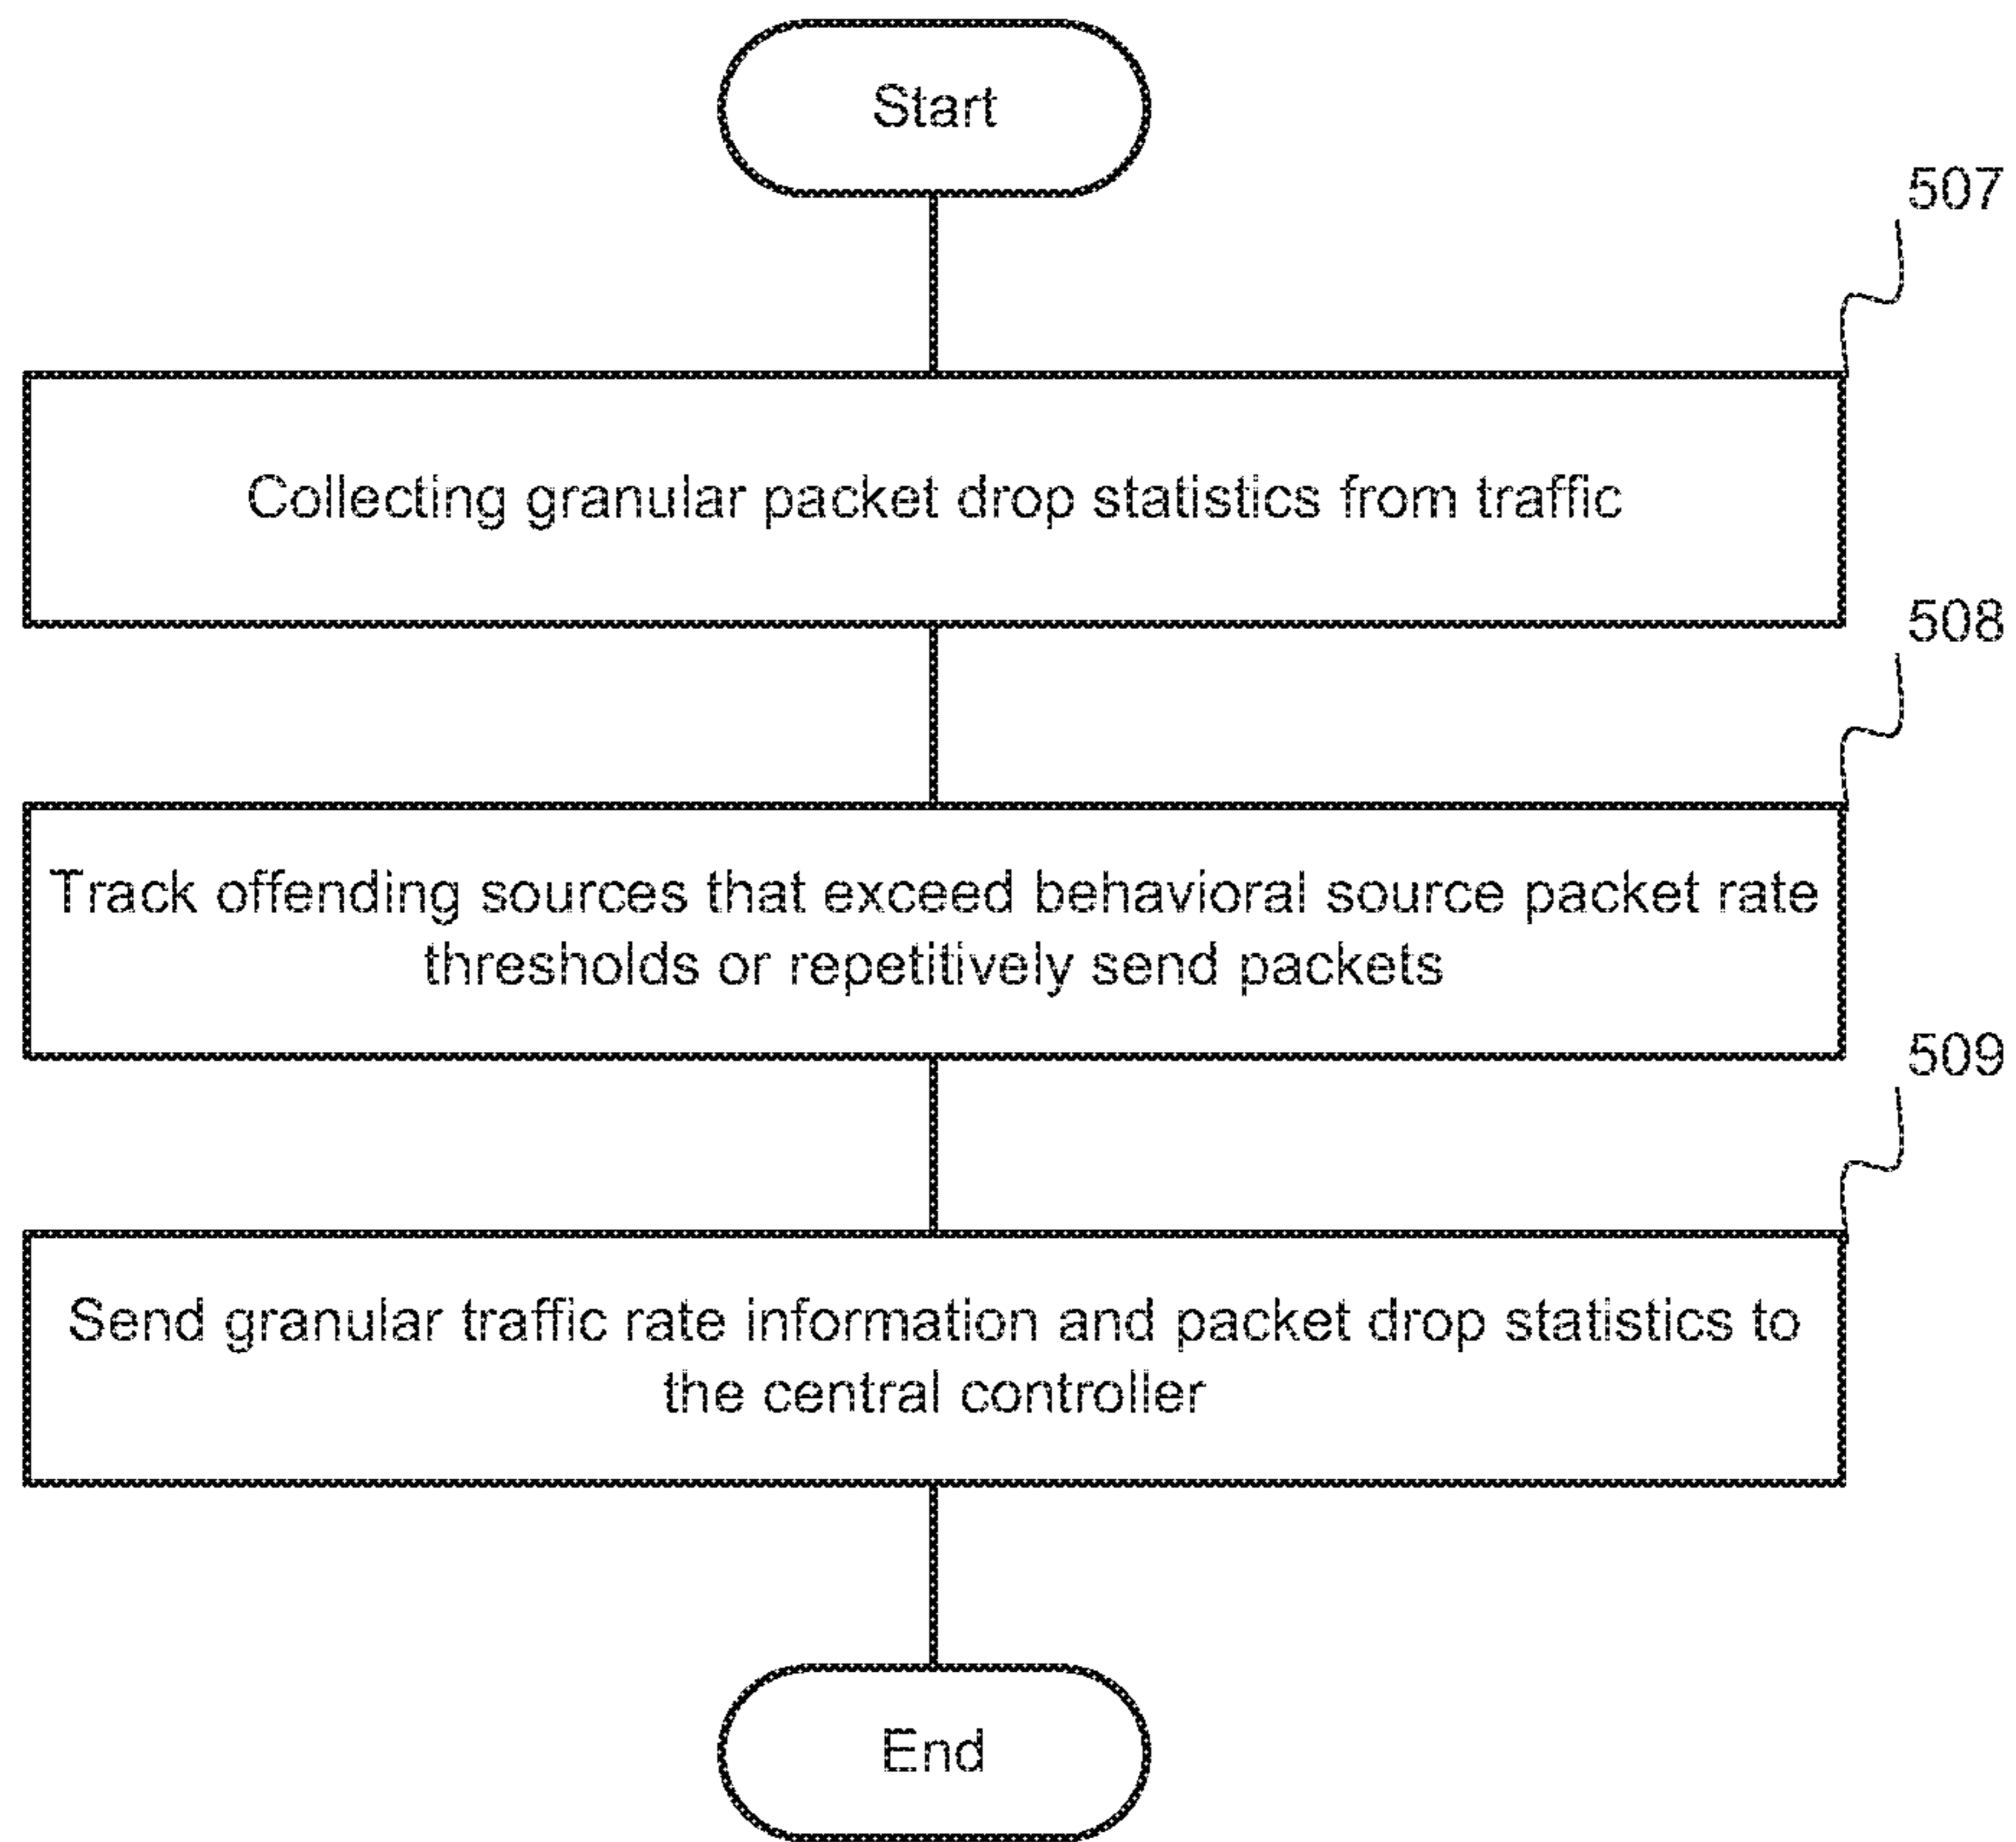 Start
507
Collecting granular packet drop statistics from traffic
508
Track offending sources that exceed behavioral source packet rate
thresholds or repetitively send packets
509
Send granular traffic rate information and packet drop statistics to
the central controller
End